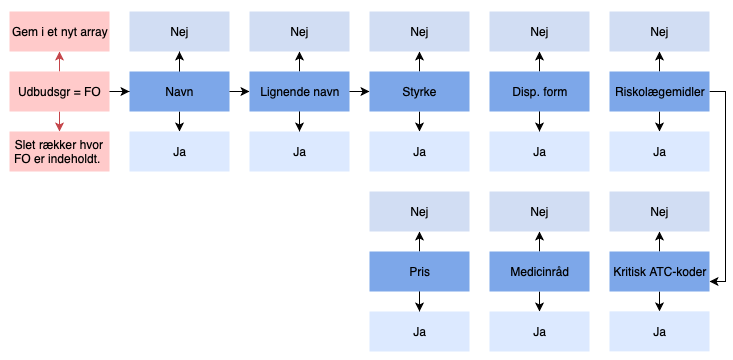 Gem i et nyt array
Nej
Nej
Nej
Nej
Nej
Udbudsgr = FO
Navn
Lignende navn
Styrke
Disp. form
Riskolægemidler
Slet rækker hvor
FO er indeholdt.
Ja
Ja
Ja
Ja
Ja
Nej
Nej
Nej
Pris
Medicinråd
Kritisk ATC-koder
Ja
Ja
Ja